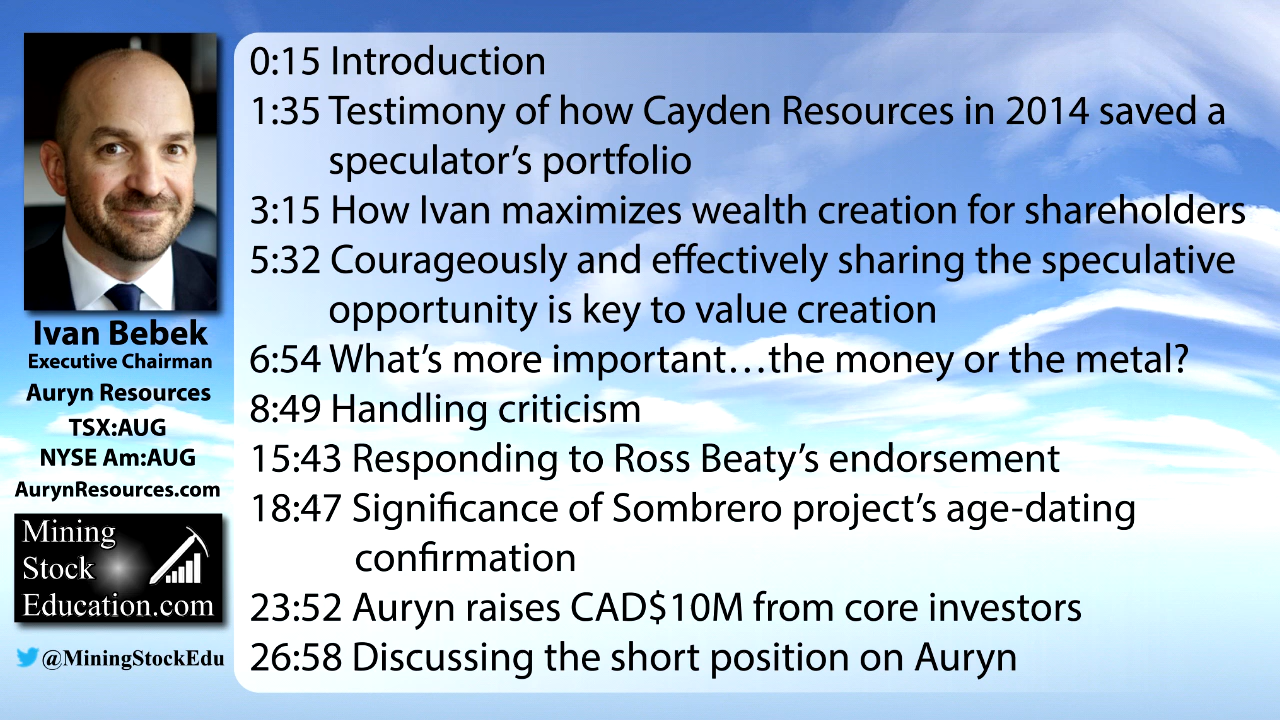 Ivan Bebek
Executive Chairman
Auryn Resources
TSX:AUG
NYSE Am:AUG
AurynResources.com
Mining
Stock
Education.com
@MiningStockEdu
0:15 Introduction
1:35 Testimony of how Cayden Resources in 2014 saved a
speculator’s portfolio
3:15 How Ivan maximizes wealth creation for shareholders
5:32 Courageously and effectively sharing the speculative
opportunity is key to value creation
6:54 What’s more important…the money or the metal?
8:49 Handling criticism
15:43 Responding to Ross Beaty’s endorsement
18:47 Significance of Sombrero project’s age-dating
confirmation
23:52 Auryn raises CAD$10M from core investors
26:58 Discussing the short position on Auryn